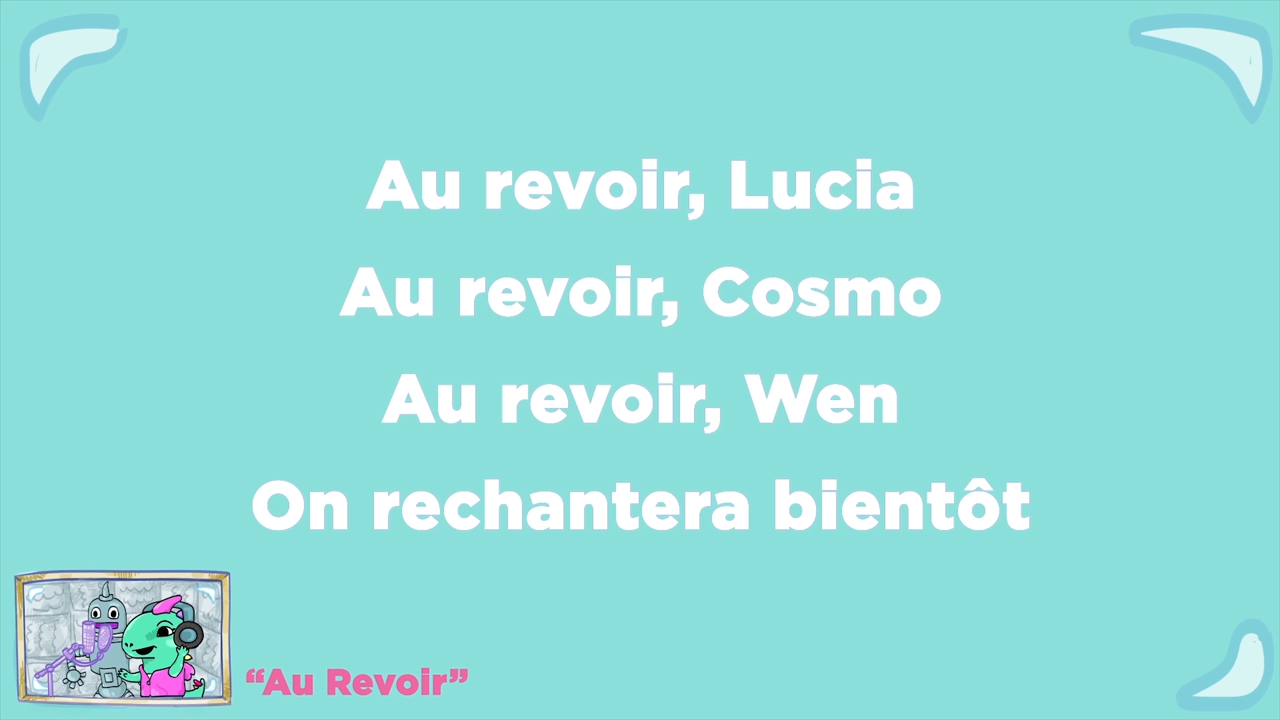 Au revoir, Lucia
Au revoir, Cosmo
Au revoir, Wen
On rechantera bientôt
“Au Revoir”